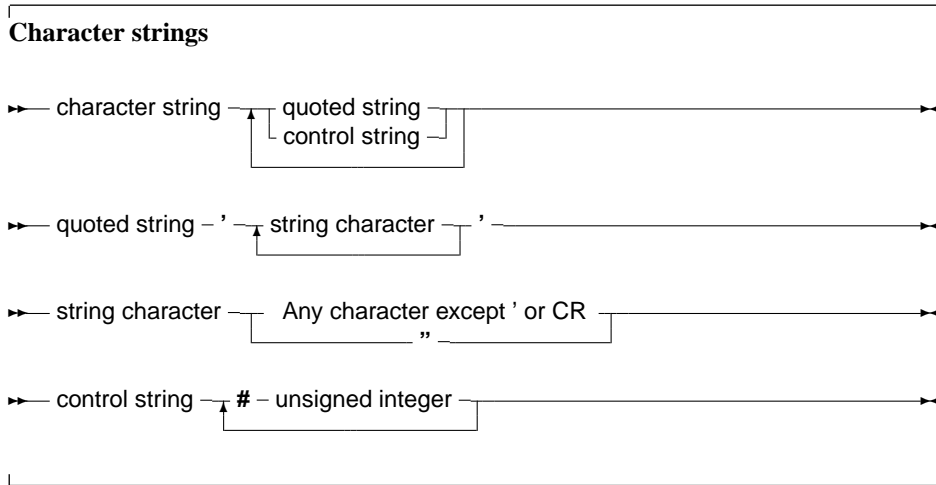 Character strings
character string quoted string
control string
quoted string ’ string character ’
string character Any character except ’ or CR
”
control string # unsigned integer